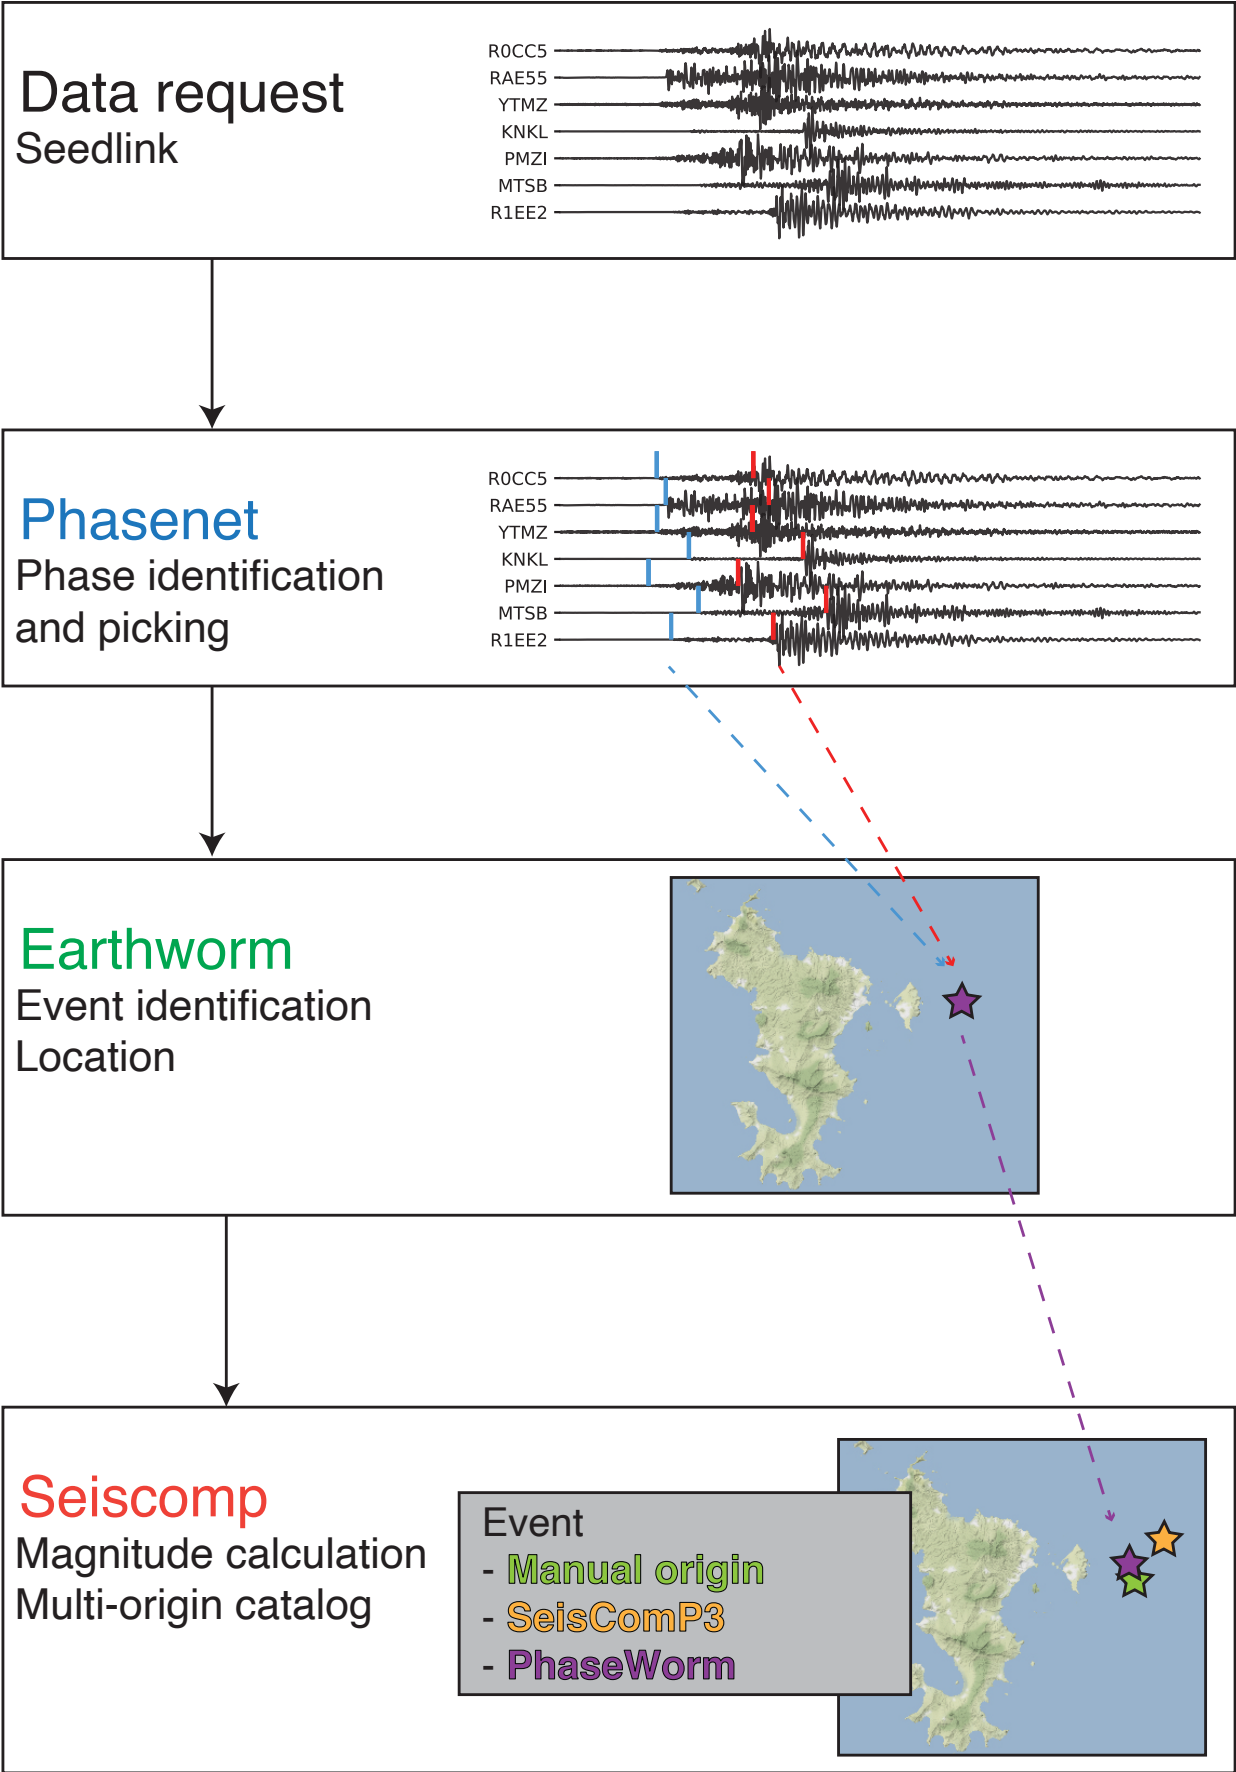 Data request
Seedlink
R0CC5
RAE55
YTMZ
KNKL
PMZI
MTSB
R1EE2
Phasenet
Phase identification
and picking
R0CC5
RAE55
YTMZ
KNKL
PMZI
MTSB
R1EE2
Earthworm
Event identification
Location
Seiscomp
Magnitude calculation
Multi-origin catalog
Event
- Manual origin
- SeisComP3
- PhaseWorm